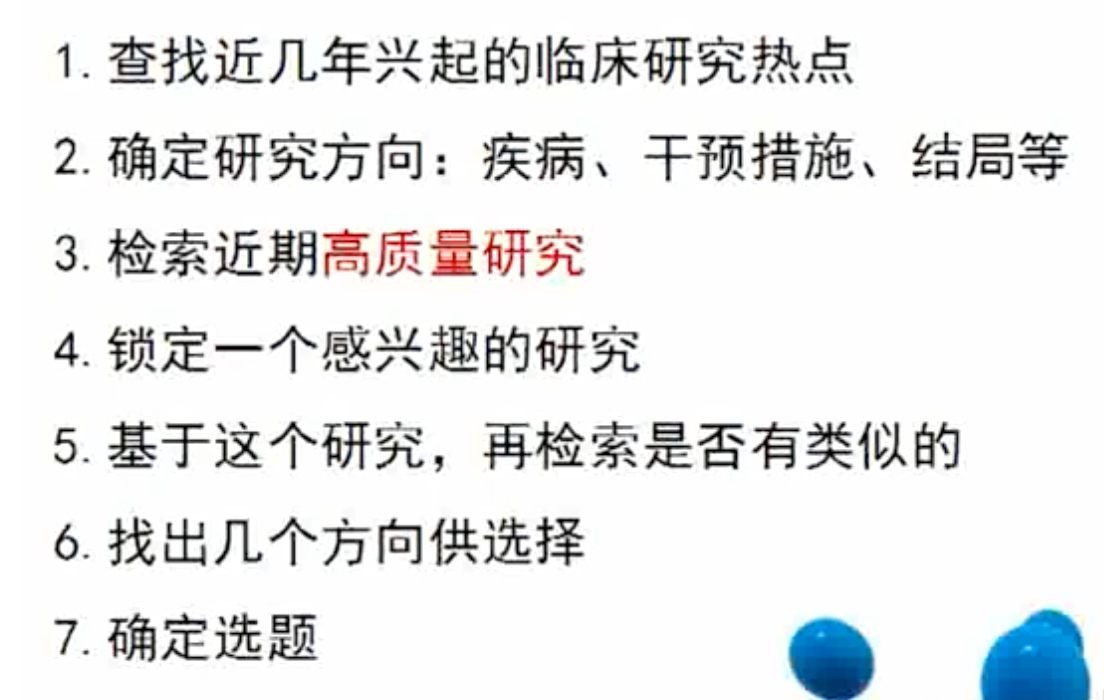 1. 查找近几年兴起的临床研究热点
2. 确定研究方向：疾病、干预措施、结局等
3. 检索近期高质量研究
4. 锁定一个感兴趣的研究
5. 基于这个研究，再检索是否有类似的
6. 找出几个方向供选择
7. 确定选题